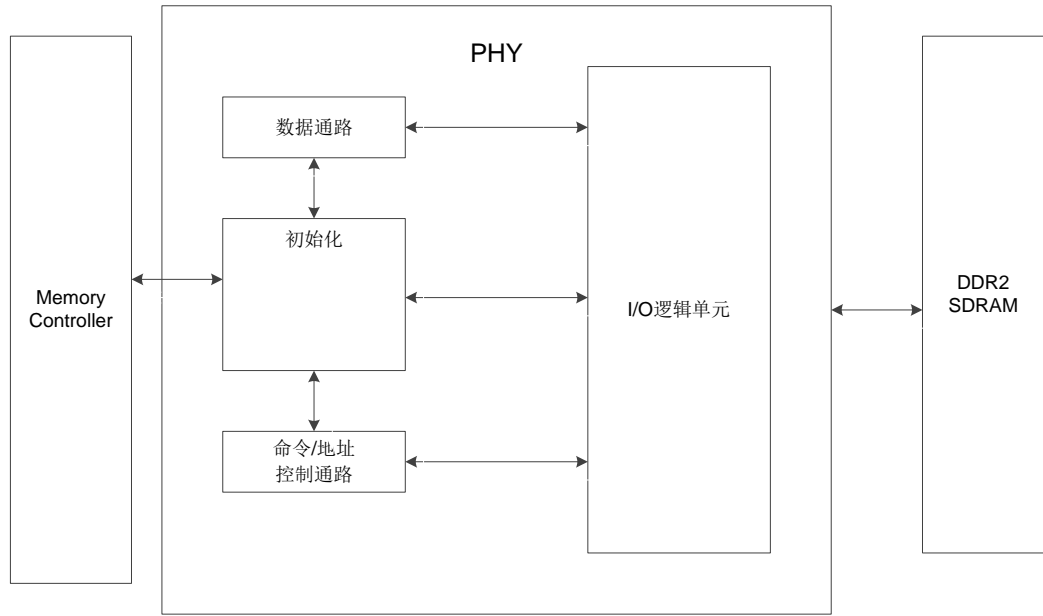 PHY
数据通路
初始化
Memory
Controller
I/O逻辑单元
DDR2
SDRAM
命令/地址
控制通路